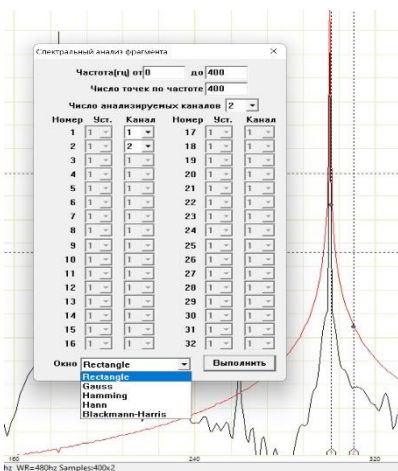 Спектральный анализ фрагмента
Частота(гц) от 0 до 400
Число точек по частоте 400
Число анализируемых каналов 2
Номер Уст. Канал Номер Уст. Канал
1 1 1 17 1 1
2 1 2 18 1 1
3 1 1 19 1 1
4 1 1 20 1 1
5 1 1 21 1 1
6 1 1 22 1 1
7 1 1 23 1 1
8 1 1 24 1 1
9 1 1 25 1 1
10 1 1 26 1 1
11 1 1 27 1 1
12 1 1 28 1 1
13 1 1 29 1 1
14 1 1 30 1 1
15 1 1 31 1 1
16 1 1 32 1 1
Окно Rectangle Выполнить
Rectangle
Gauss
Hamming
Hann
Blackmann-Harris
160 240 320
hz WR=480hz Samples:400x2